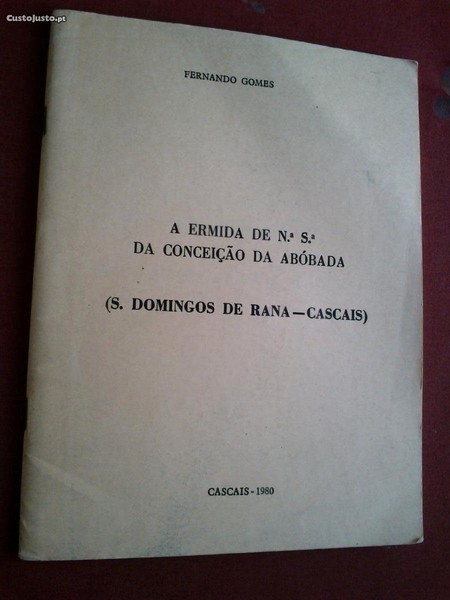 CustoJusto.pt
FERNANDO GOMES
A ERMIDA DE N.ª S.ª
DA CONCEIÇÃO DA ABÓBADA
(S. DOMINGOS DE RANA—CASCAIS)
CASCAIS-1980